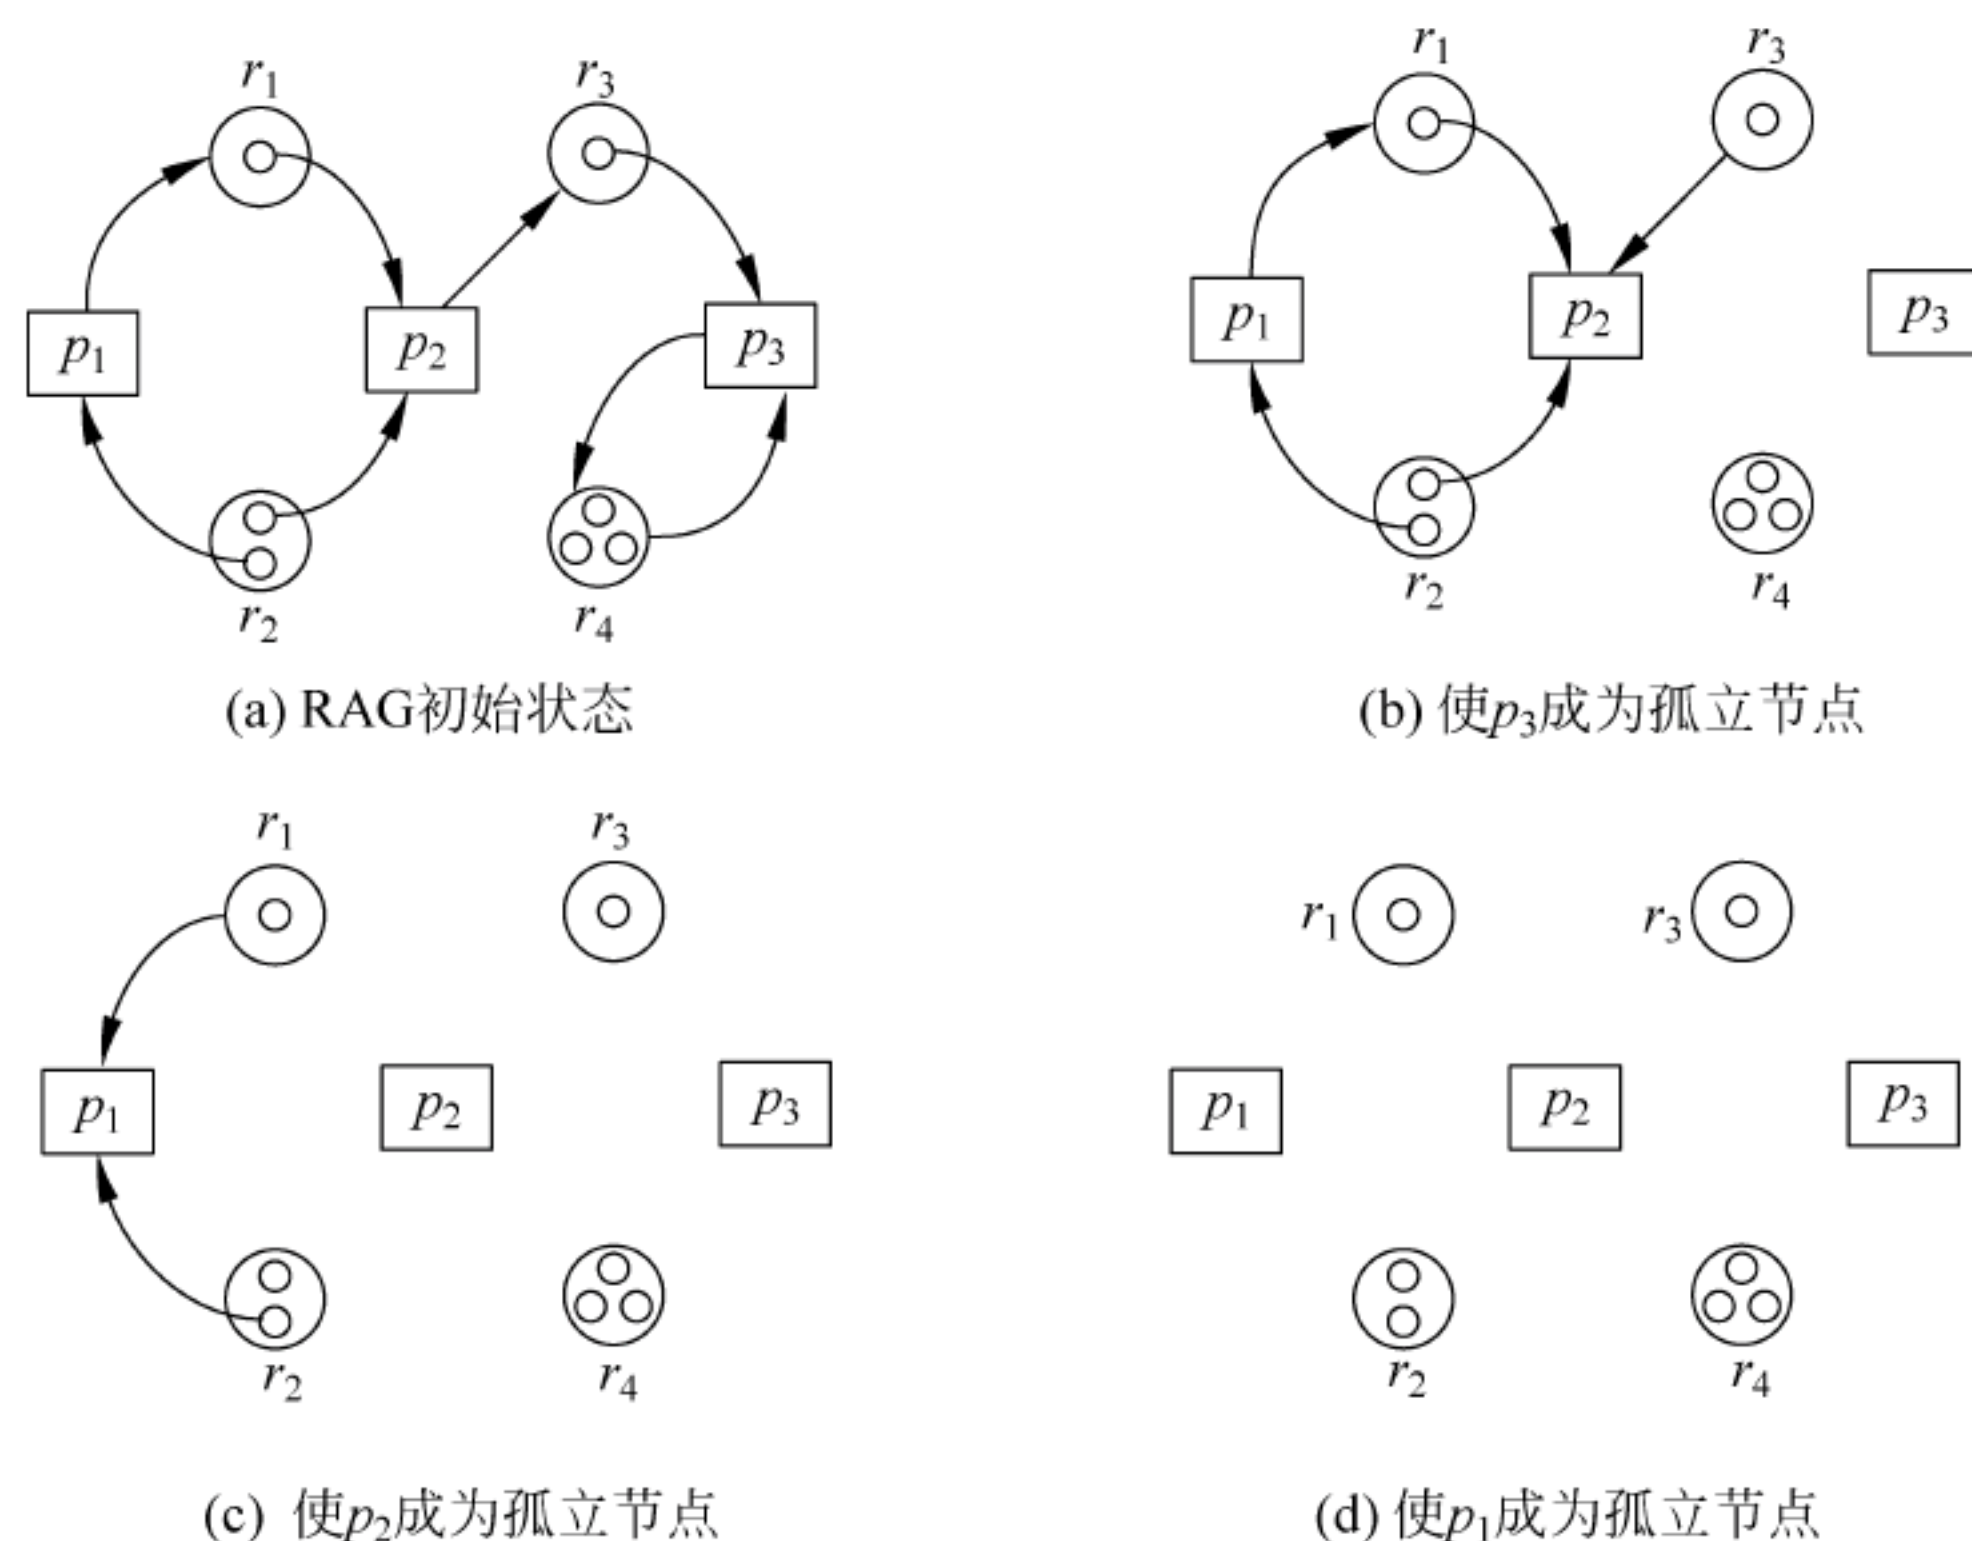 r1 r3
p1 p2 p3
r2 r4
(a) RAG初始状态
r1 r3
p1 p2 p3
r2 r4
(b) 使p3成为孤立节点
r1 r3
p1 p2 p3
r2 r4
(c) 使p2成为孤立节点
r1 r3
p1 p2 p3
r2 r4
(d) 使p1成为孤立节点